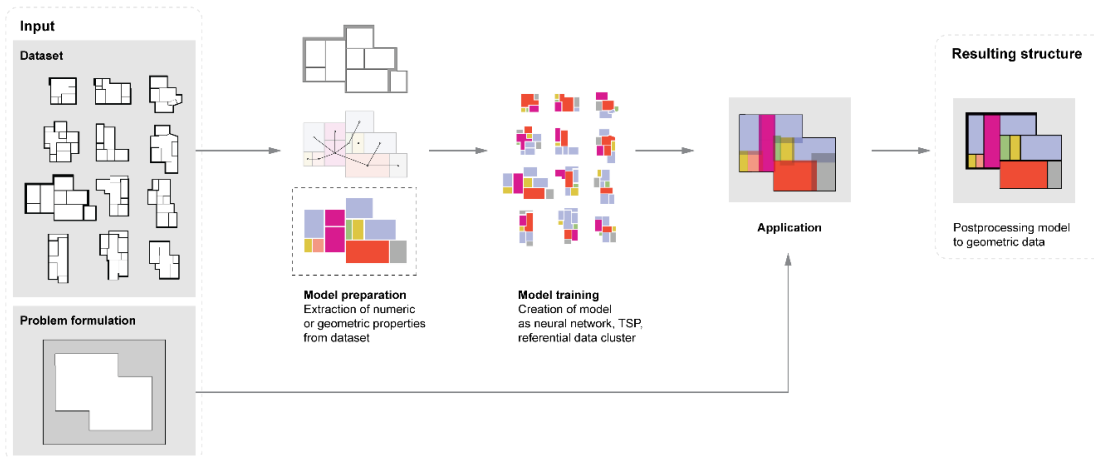 Input
Dataset
Problem formulation
Model preparation
Extraction of numeric
or geometric properties
from dataset
Model training
Creation of model
as neural network, TSP,
referential data cluster
Application
Resulting structure
Postprocessing model
to geometric data